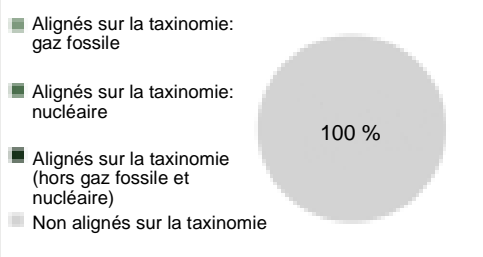 Alignés sur la taxinomie:
gaz fossile
Alignés sur la taxinomie:
nucléaire
Alignés sur la taxinomie
(hors gaz fossile et
nucléaire)
Non alignés sur la taxinomie
100 %